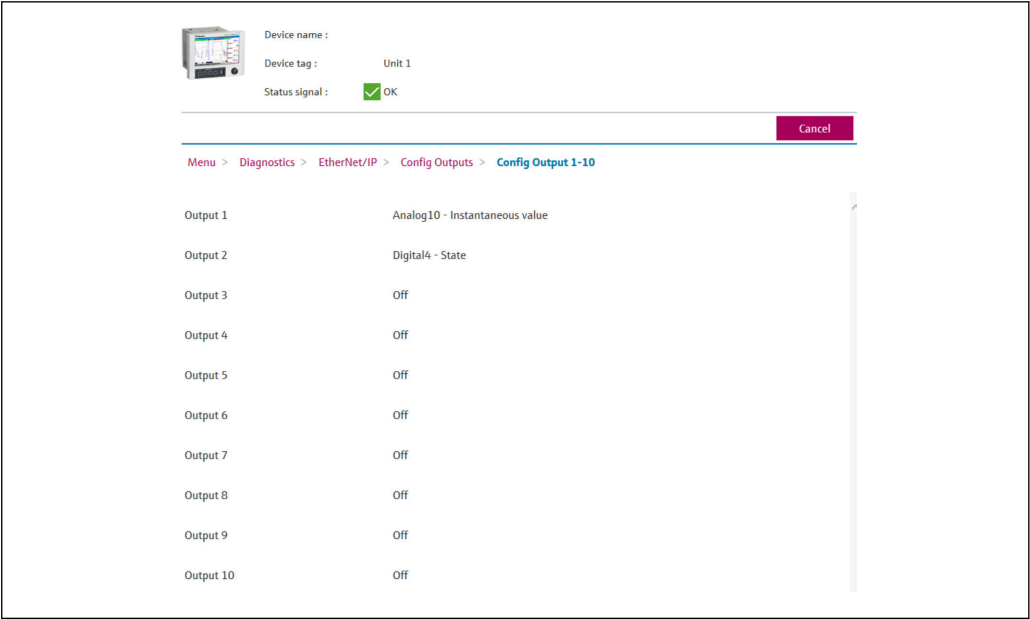 Device name :
Device tag : Unit 1
Status signal : OK
Cancel
Menu > Diagnostics > EtherNet/IP > Config Outputs > Config Output 1-10
Output 1 Analog10 - Instantaneous value
Output 2 Digital4 - State
Output 3 Off
Output 4 Off
Output 5 Off
Output 6 Off
Output 7 Off
Output 8 Off
Output 9 Off
Output 10 Off